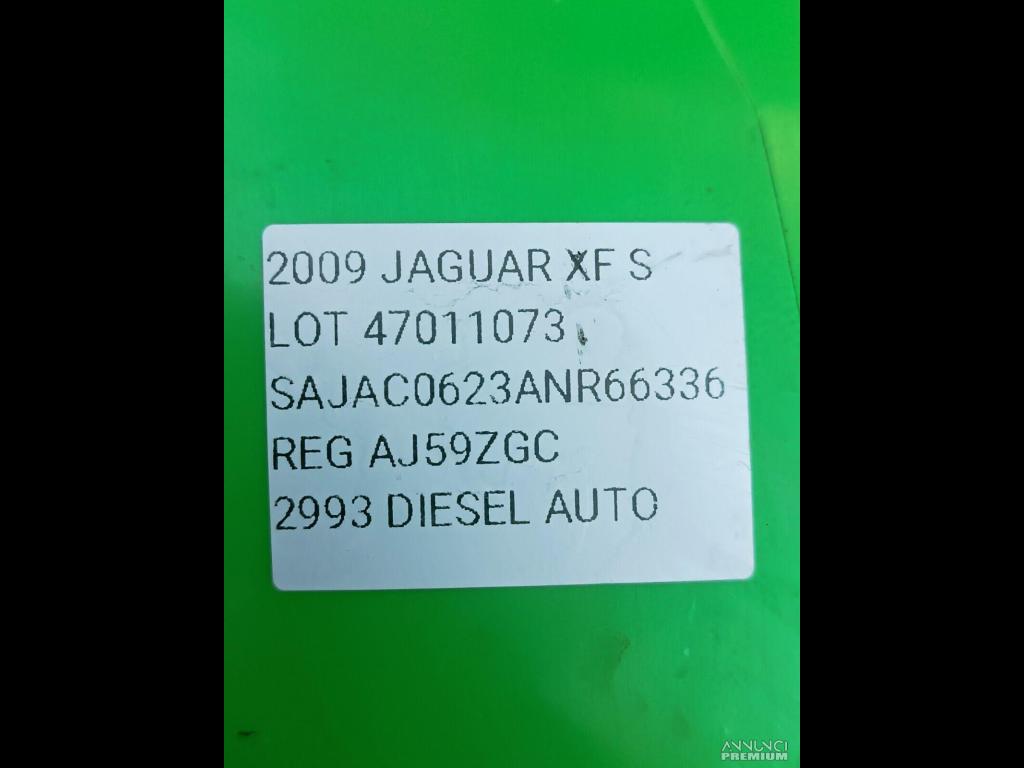 2009 JAGUAR XF S
LOT 47011073
SAJAC0623ANR66336
REG AJ59ZGC
2993 DIESEL AUTO
ANNUNCI
PREMIUM